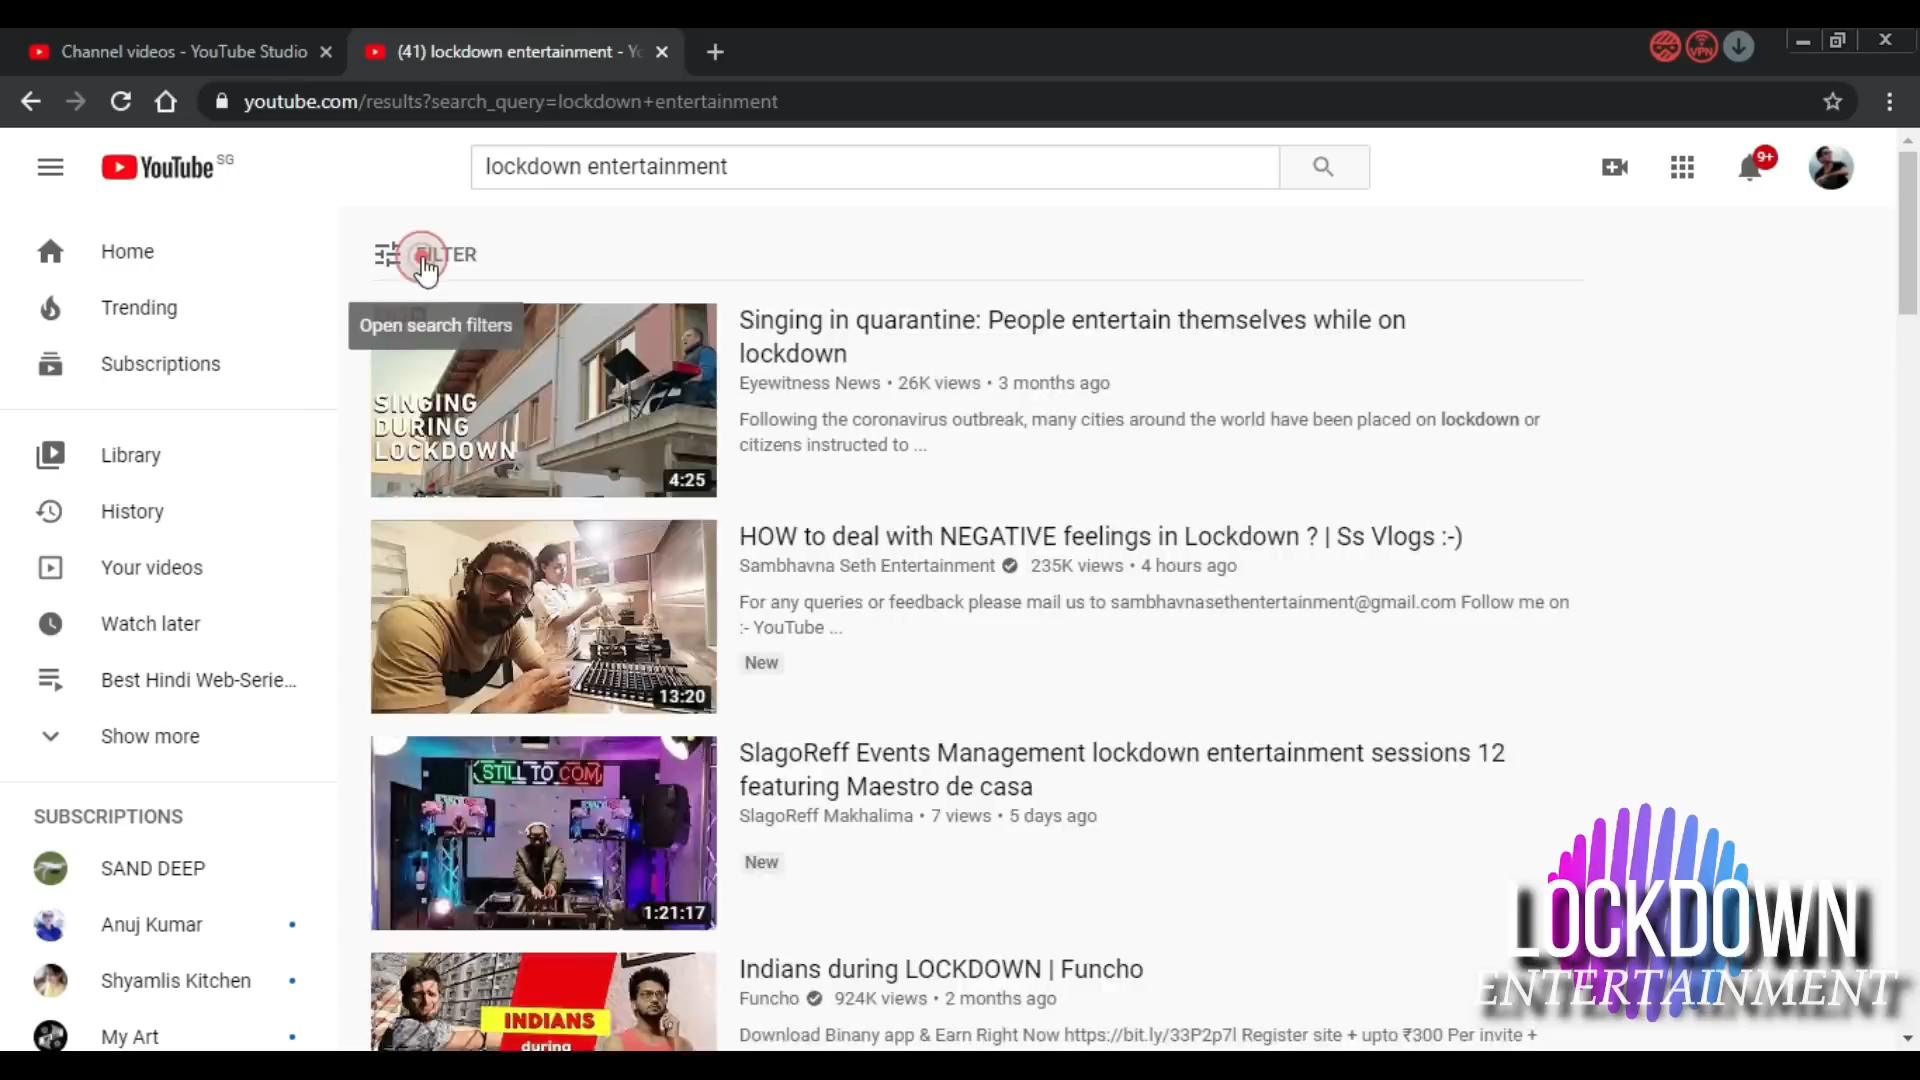 Channel videos - YouTube Studio
(41) lockdown entertainment - Yo
VPN
youtube.com/results?search_query=lockdown+entertainment
YouTube SG
lockdown entertainment
9+
Home
Trending
Subscriptions
Library
History
Your videos
Watch later
Best Hindi Web-Serie...
Show more
SUBSCRIPTIONS
SAND DEEP
Anuj Kumar
Shyamlis Kitchen
My Art
FILTER
Open search filters
SINGING
DURING
LOCKDOWN
4:25
Singing in quarantine: People entertain themselves while on
lockdown
Eyewitness News • 26K views • 3 months ago
Following the coronavirus outbreak, many cities around the world have been placed on lockdown or
citizens instructed to ...
13:20
HOW to deal with NEGATIVE feelings in Lockdown ? | Ss Vlogs :-)
Sambhavna Seth Entertainment 235K views • 4 hours ago
For any queries or feedback please mail us to sambhavnasethentertainment@gmail.com Follow me on
:- YouTube ...
New
STILL TO COM
1:21:17
SlagoReff Events Management lockdown entertainment sessions 12
featuring Maestro de casa
SlagoReff Makhalima • 7 views • 5 days ago
New
INDIANS
during
Indians during LOCKDOWN | Funcho
Funcho 924K views • 2 months ago
Download Binany app & Earn Right Now https://bit.ly/33P2p7l Register site + upto ₹300 Per invite +
LOCKDOWN
ENTERTAINMENT